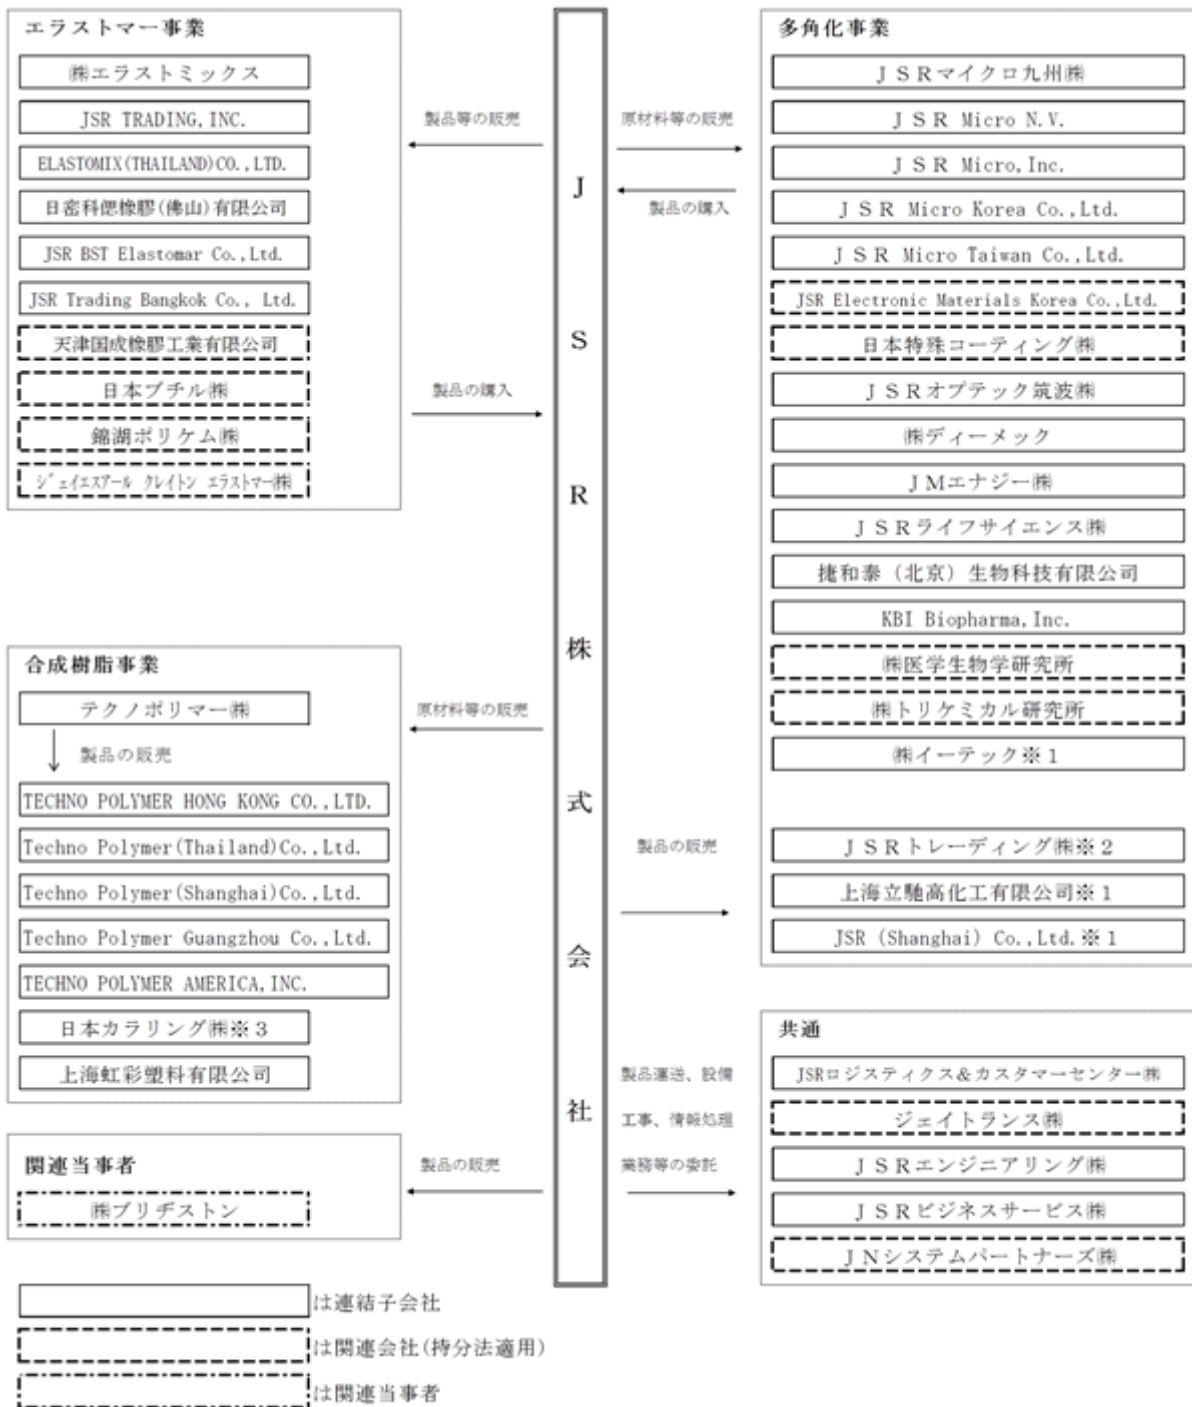 エラストマー事業
㈱エラストミックス
JSR TRADING, INC.
ELASTOMIX(THAILAND)CO.,LTD.
日密科偲橡膠(佛山)有限公司
JSR BST Elastomar Co.,Ltd.
JSR Trading Bangkok Co., Ltd.
天津国成橡膠工業有限公司
日本ブチル㈱
錦湖ポリケム㈱
ジェイエスアール クレイトン エラストマー㈱
製品等の販売
製品の購入
合成樹脂事業
テクノポリマー㈱
製品の販売
TECHNO POLYMER HONG KONG CO.,LTD.
Techno Polymer(Thailand)Co.,Ltd.
Techno Polymer(Shanghai)Co.,Ltd.
Techno Polymer Guangzhou Co.,Ltd.
TECHNO POLYMER AMERICA,INC.
日本カラリング㈱※3
上海虹彩塑料有限公司
原材料等の販売
関連当事者
㈱ブリヂストン
製品の販売
JSR株式会社
多角化事業
JSRマイクロ九州㈱
JSR Micro N.V.
JSR Micro,Inc.
JSR Micro Korea Co.,Ltd.
JSR Micro Taiwan Co.,Ltd.
JSR Electronic Materials Korea Co.,Ltd.
日本特殊コーティング㈱
JSRオプテック筑波㈱
㈱ディーメック
JMエナジー㈱
JSRライフサイエンス㈱
捷和泰（北京）生物科技有限公司
KBI Biopharma,Inc.
㈱医学生物学研究所
㈱トリケミカル研究所
㈱イーテック※1
JSRトレーディング㈱※2
上海立馳高化工有限公司※1
JSR (Shanghai) Co.,Ltd.※1
原材料等の販売
製品の購入
製品の販売
共通
JSRロジスティクス&カスタマーセンター㈱
ジェイトランス㈱
JSRエンジニアリング㈱
JSRビジネスサービス㈱
JNシステムパートナーズ㈱
製品運送、設備
工事、情報処理
業務等の委託
は連結子会社
は関連会社(持分法適用)
は関連当事者